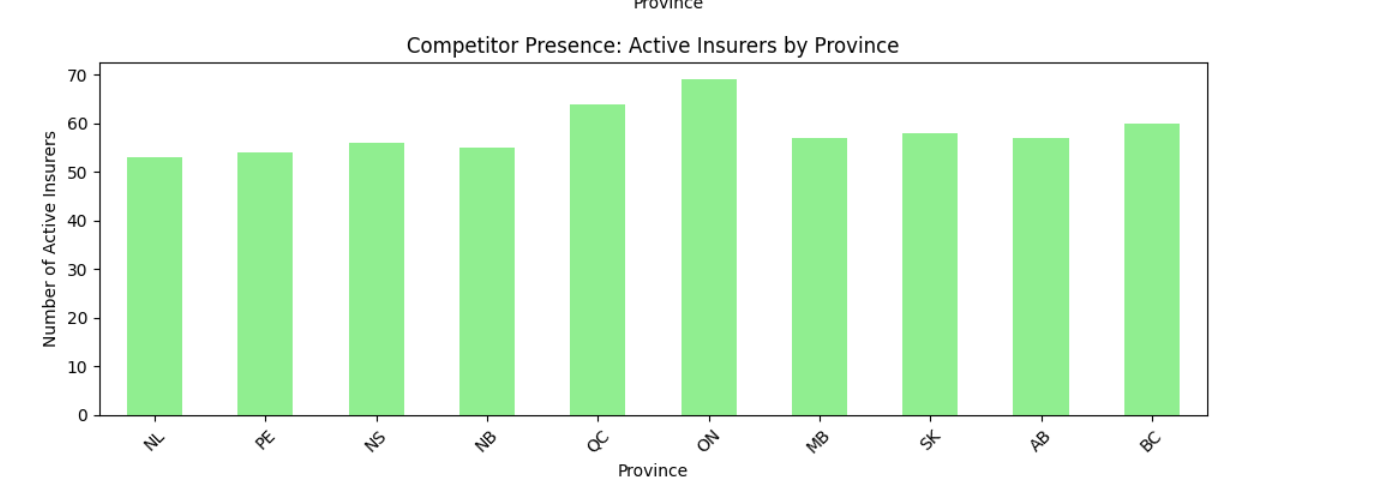 Province
Competitor Presence: Active Insurers by Province
Number of Active Insurers
70
60
50
40
30
20
10
0
NL PE NS NB QC ON MB SK AB BC
Province